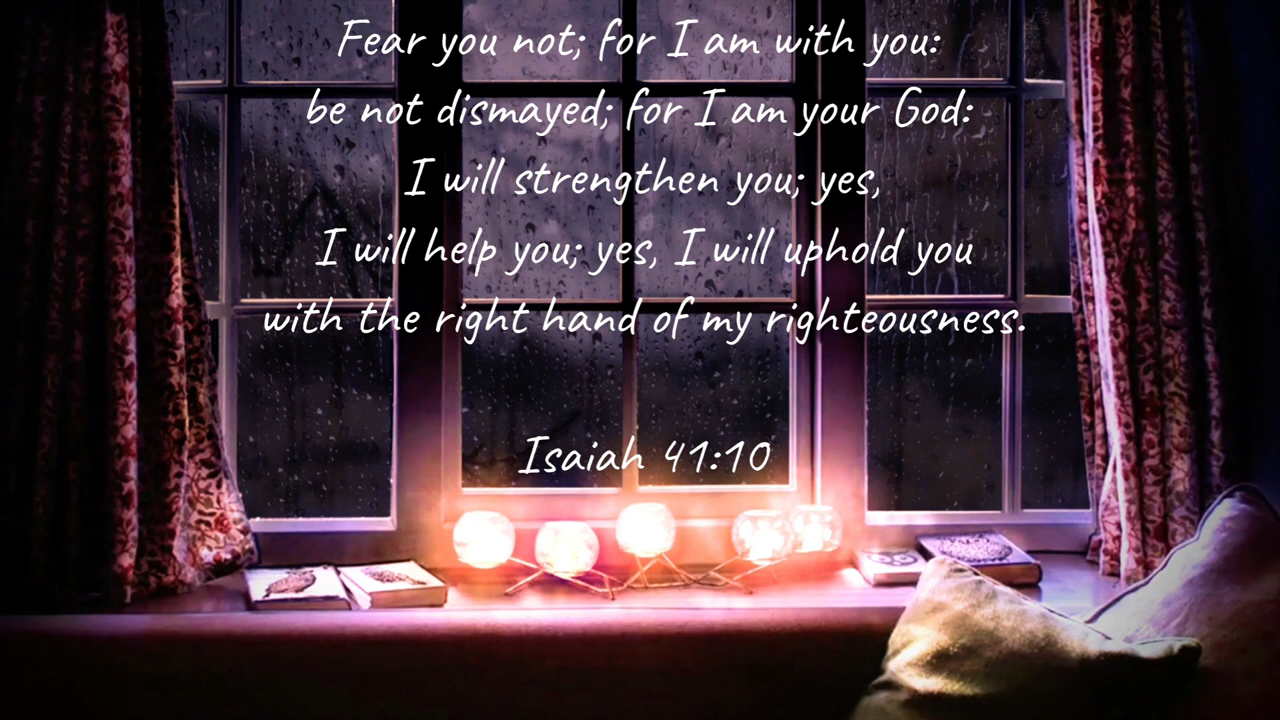 Fear you not; for I am with you:
be not dismayed; for I am your God:
I will strengthen you; yes,
I will help you; yes, I will uphold you
with the right hand of my righteousness.
Isaiah 41:10